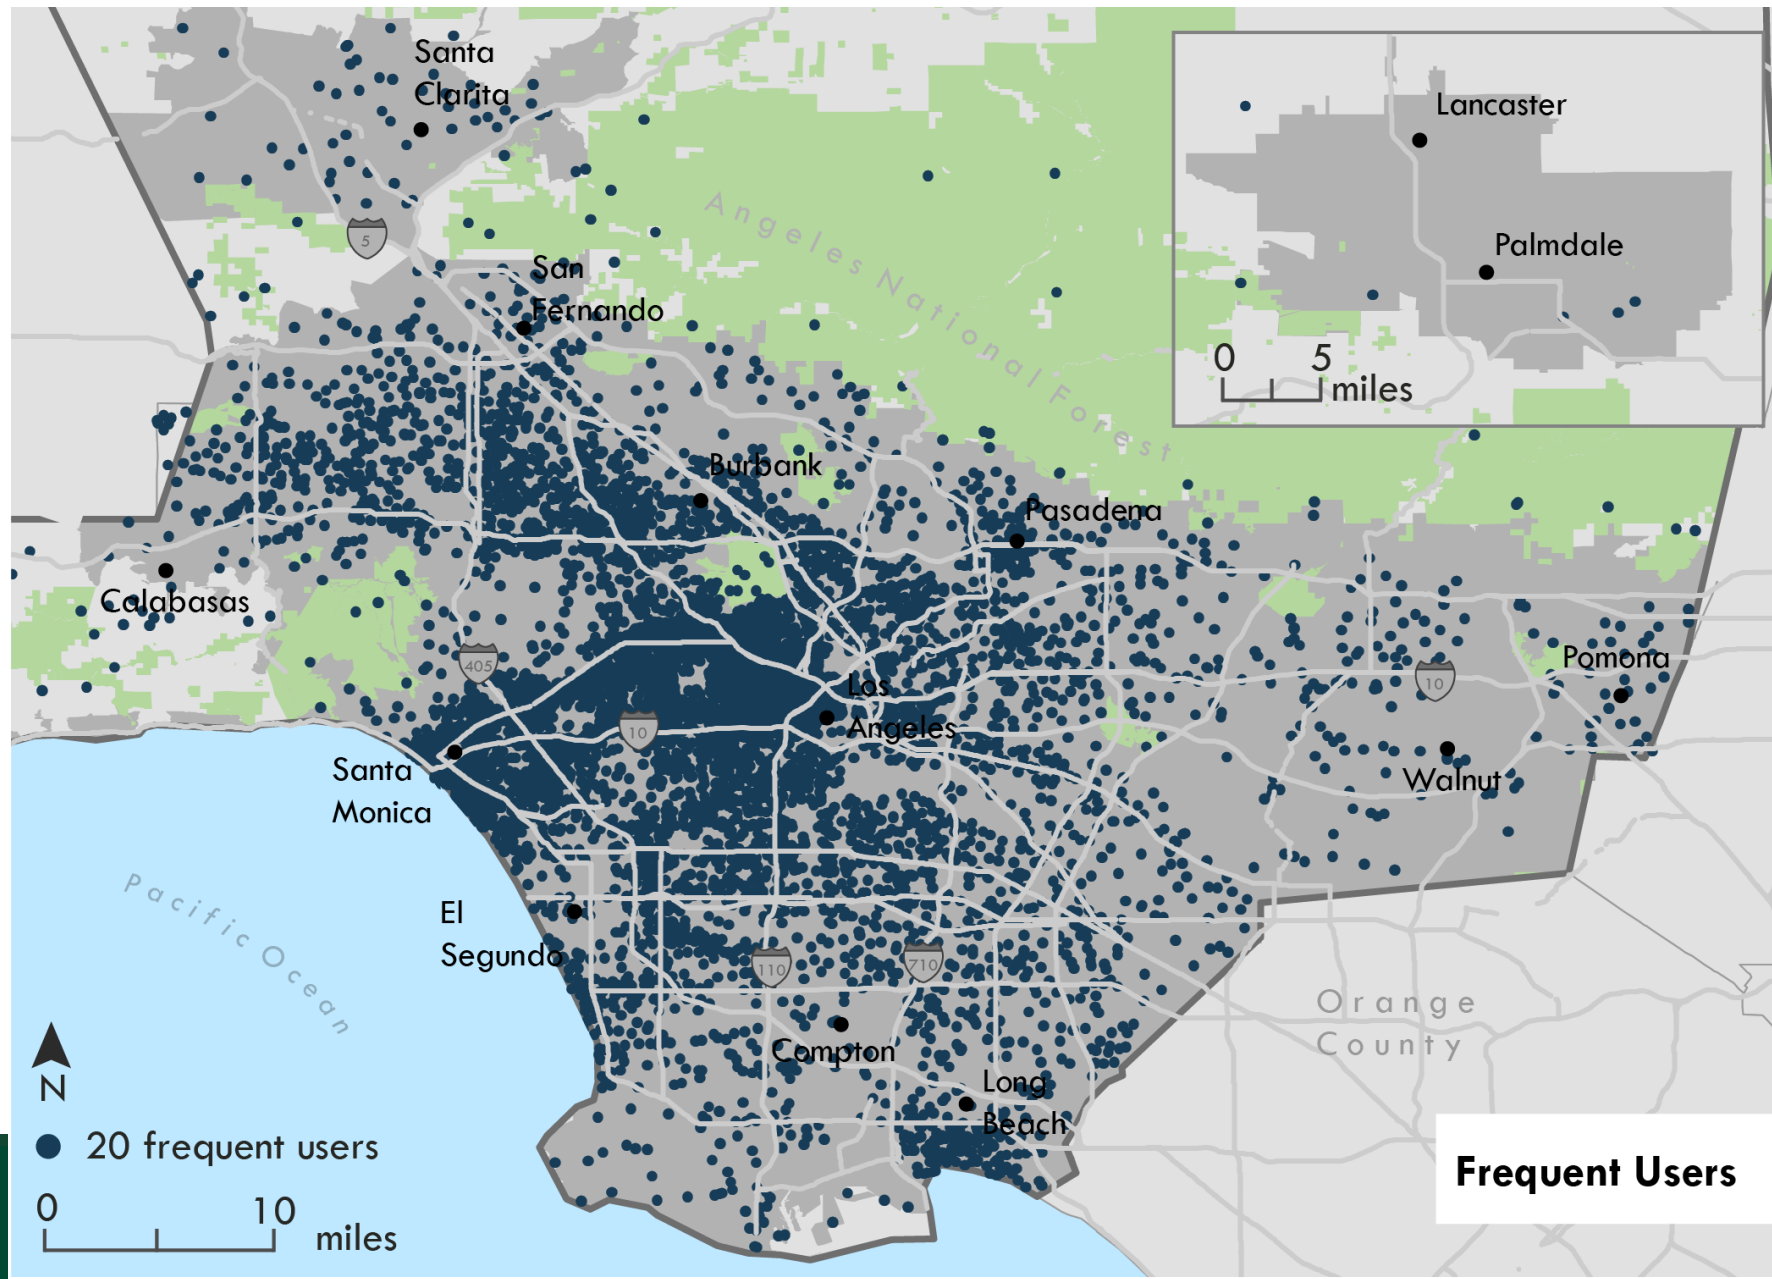 Santa
Clarita
5
San
Fernando
Angeles National Forest
Lancaster
Palmdale
0 5
miles
Burbank
Pasadena
Calabasas
405
10
Los
Angeles
10
Pomona
Walnut
Santa
Monica
Pacific Ocean
El
Segundo
110
710
Compton
Long
Beach
Orange
County
N
20 frequent users
0 10
miles
Frequent Users